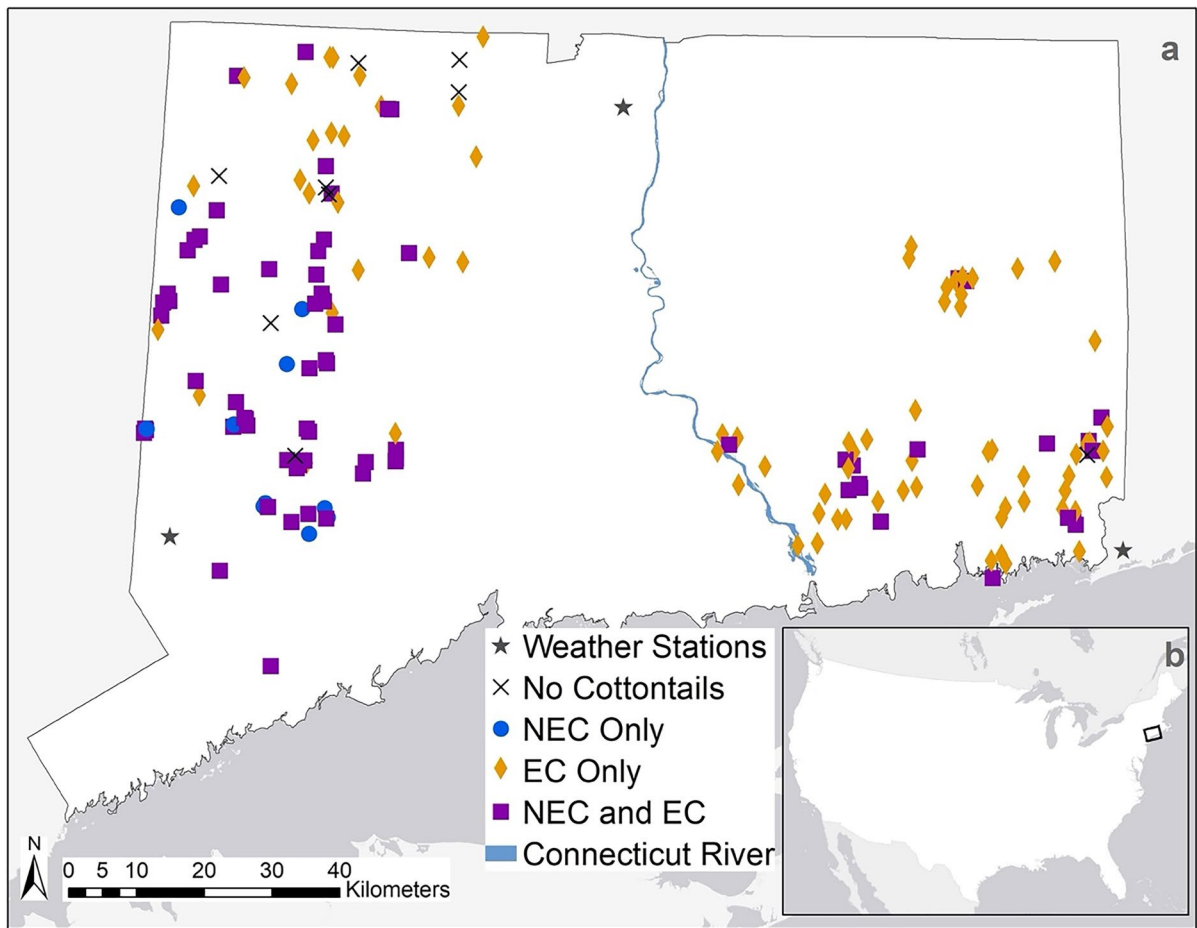 a
Weather Stations
No Cottontails
NEC Only
EC Only
NEC and EC
Connecticut River
b
N
0 5 10 20 30 40
Kilometers